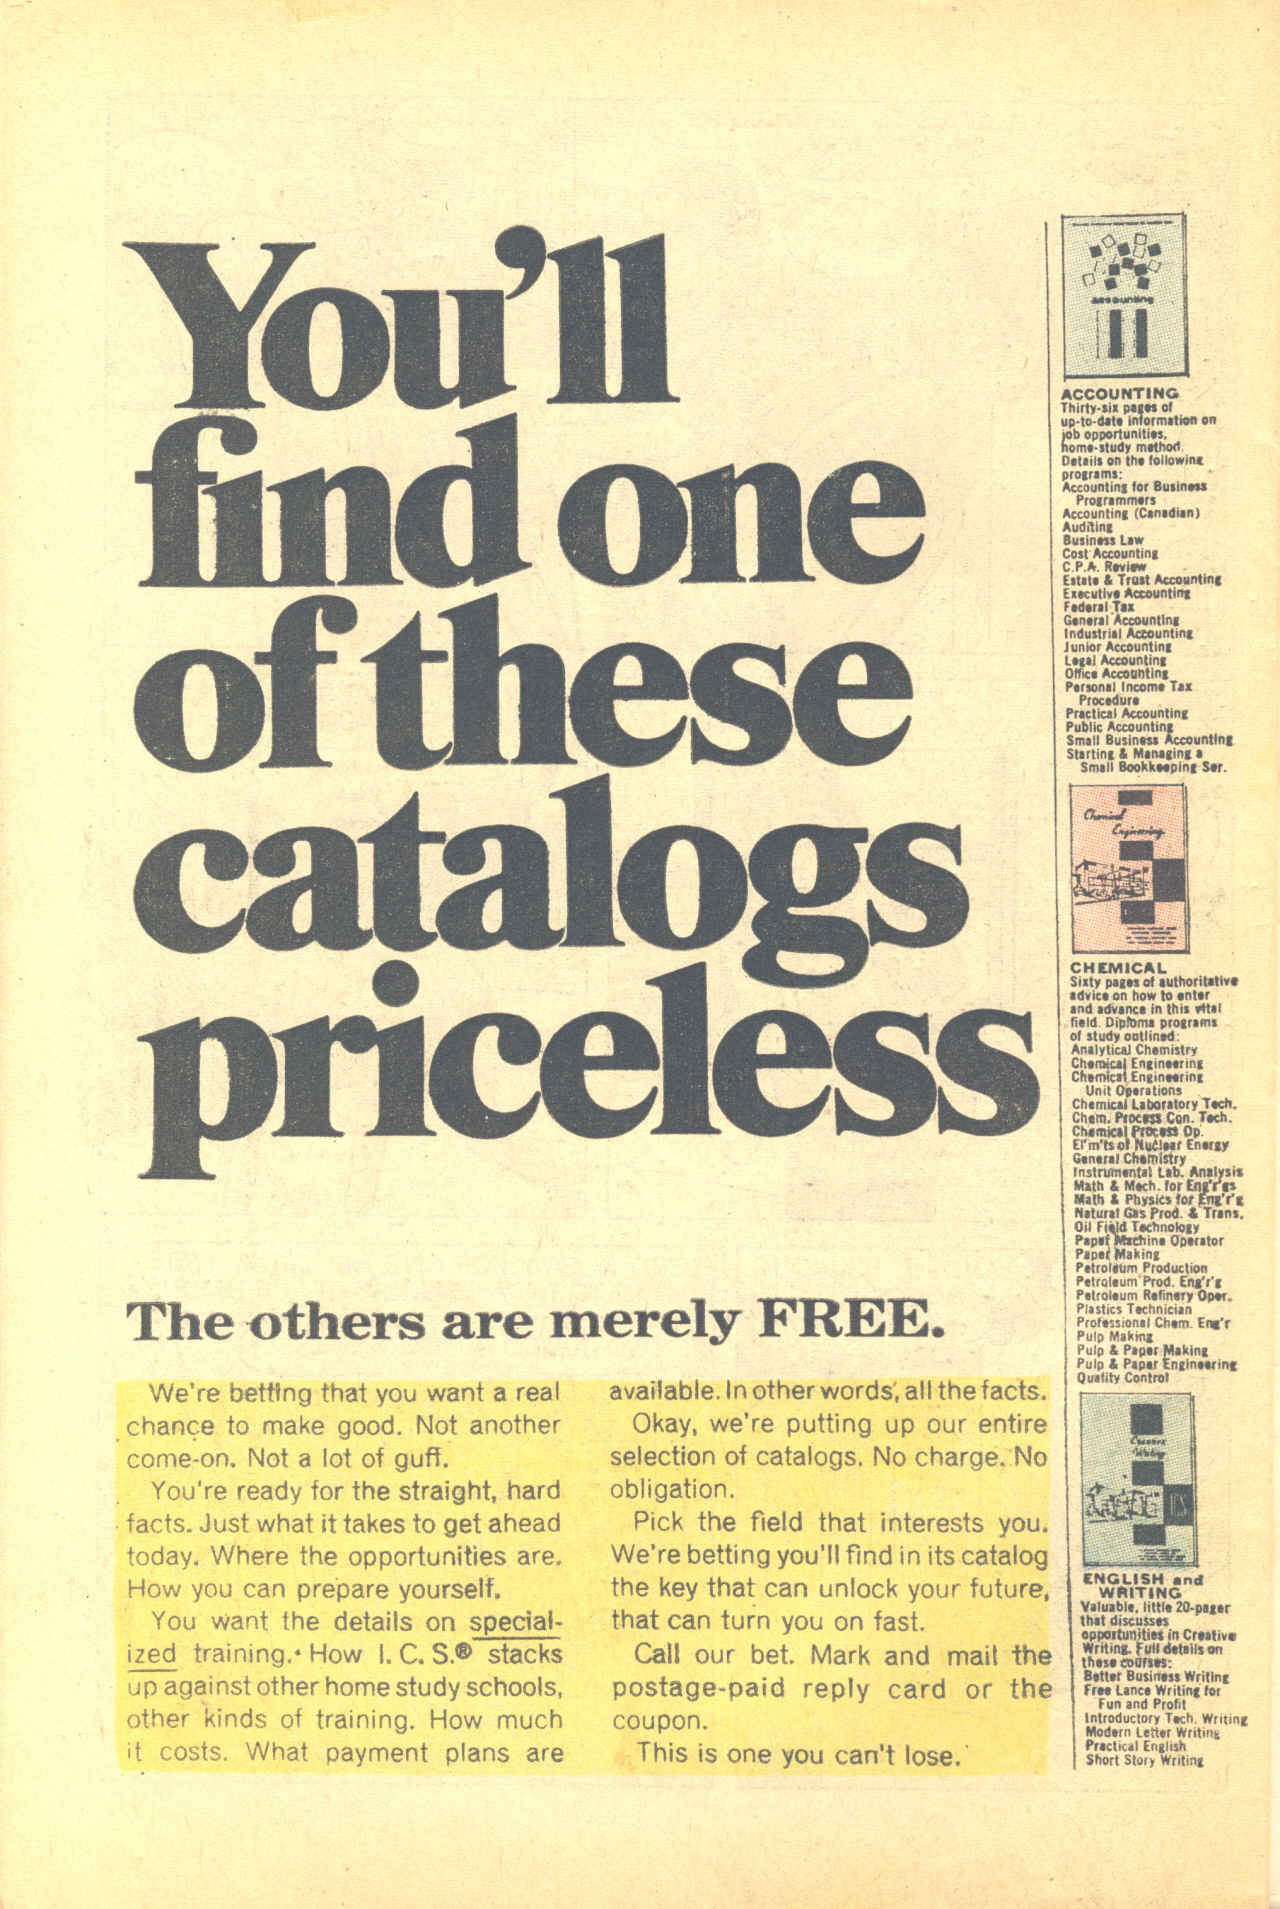 You'll
find one
of these
catalogs
priceless
The others are merely FREE.
We're betting that you want a real
chance to make good. Not another
come-on. Not a lot of guff.
You're ready for the straight, hard
facts. Just what it takes to get ahead
today. Where the opportunities are.
How you can prepare yourself.
You want the details on special-
ized training. How I. C. S.® stacks
up against other home study schools,
other kinds of training. How much
it costs. What payment plans are
available. In other words, all the facts.
Okay, we're putting up our entire
selection of catalogs. No charge. No
obligation.
Pick the field that interests you.
We're betting you'll find in its catalog
the key that can unlock your future,
that can turn you on fast.
Call our bet. Mark and mail the
postage-paid reply card or the
coupon.
This is one you can't lose.
accounting
ACCOUNTING
Thirty-six pages of
up-to-date information on
job opportunities,
home-study method.
Details on the following
programs:
Accounting for Business
Programmers
Accounting (Canadian)
Auditing
Business Law
Cost Accounting
C.P.A. Review
Estate & Trust Accounting
Executive Accounting
Federal Tax
General Accounting
Industrial Accounting
Junior Accounting
Legal Accounting
Office Accounting
Personal Income Tax
Procedure
Practical Accounting
Public Accounting
Small Business Accounting
Starting & Managing a
Small Bookkeeping Ser.
Chemical
Engineering
CHEMICAL
Sixty pages of authoritative
advice on how to enter
and advance in this vital
field. Diploma programs
of study outlined:
Analytical Chemistry
Chemical Engineering
Chemical Engineering
Unit Operations
Chemical Laboratory Tech.
Chem. Process Con. Tech.
Chemical Process Op.
El'm'ts of Nuclear Energy
General Chemistry
Instrumental Lab. Analysis
Math & Mech. for Eng'r'gs
Math & Physics for Eng'r'g
Natural Gas Prod. & Trans.
Oil Field Technology
Paper Machine Operator
Paper Making
Petroleum Production
Petroleum Prod. Eng'r'g
Petroleum Refinery Oper.
Plastics Technician
Professional Chem. Eng'r
Pulp Making
Pulp & Paper Making
Pulp & Paper Engineering
Quality Control
Creative
Writing
ICS
ENGLISH and
WRITING
Valuable, little 20-pager
that discusses
opportunities in Creative
Writing. Full details on
these courses:
Better Business Writing
Free Lance Writing for
Fun and Profit
Introductory Tech. Writing
Modern Letter Writing
Practical English
Short Story Writing